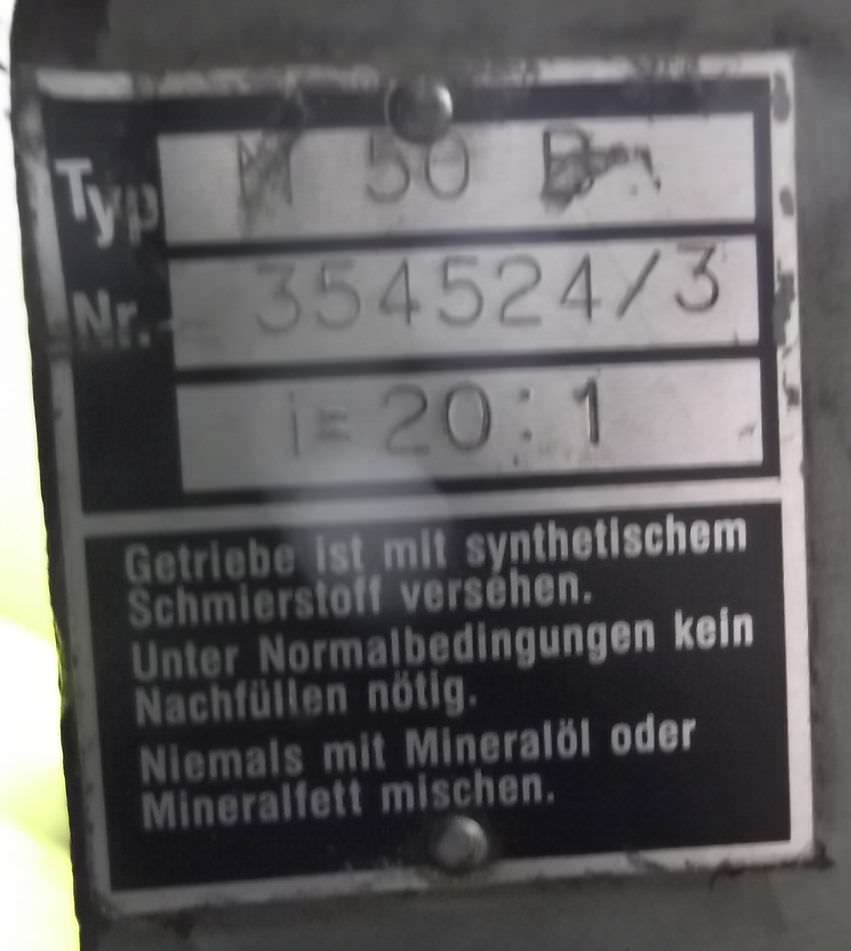 Typ M 50 B
Nr. 354524/3
i= 20:1
Getriebe ist mit synthetischem
Schmierstoff versehen.
Unter Normalbedingungen kein
Nachfüllen nötig.
Niemals mit Mineralöl oder
Mineralfett mischen.